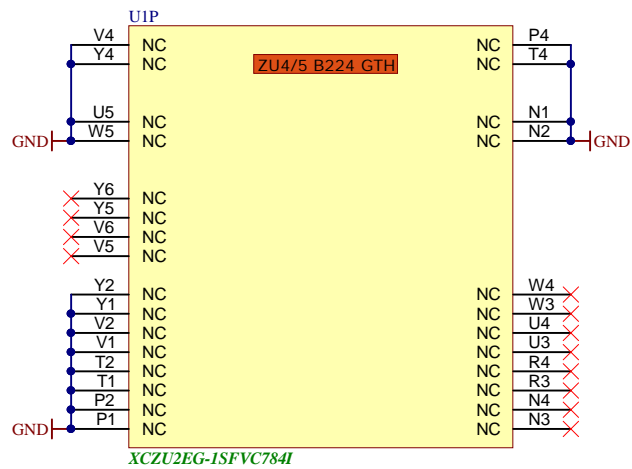 U1P
ZU4/5 B224 GTH
V4 NC NC P4
Y4 NC NC T4
U5 NC NC N1
GND W5 NC NC N2 GND
Y6 NC
Y5 NC
V6 NC
V5 NC
Y2 NC NC W4
Y1 NC NC W3
V2 NC NC U4
V1 NC NC U3
T2 NC NC R4
T1 NC NC R3
P2 NC NC N4
GND P1 NC NC N3
XCZU2EG-1SFVC784I